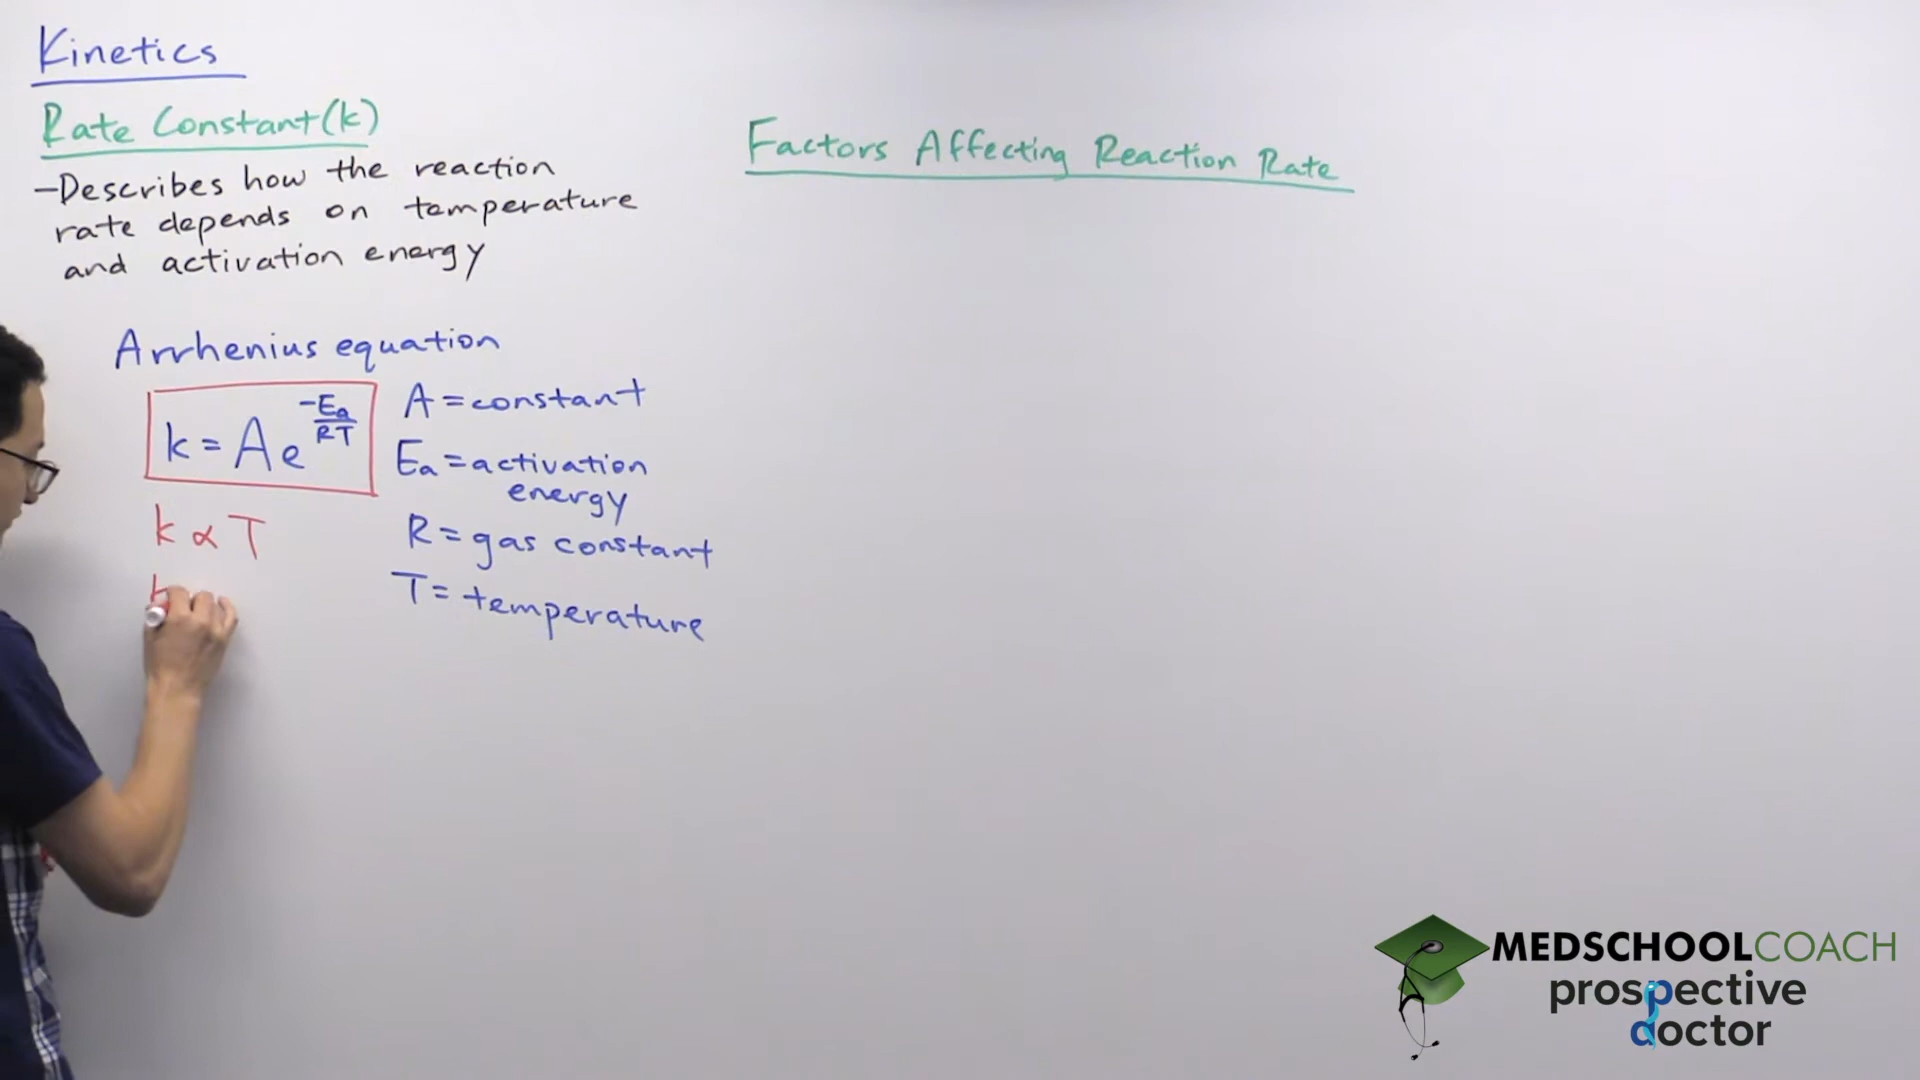 Kinetics
Rate Constant (k)
-Describes how the reaction
rate depends on temperature
and activation energy
Arrhenius equation
k = Ae^(-Ea/RT)
k ∝ T
A = constant
Ea = activation
energy
R = gas constant
T = temperature
Factors Affecting Reaction Rate
MEDSCHOOLCOACH
prospective
doctor